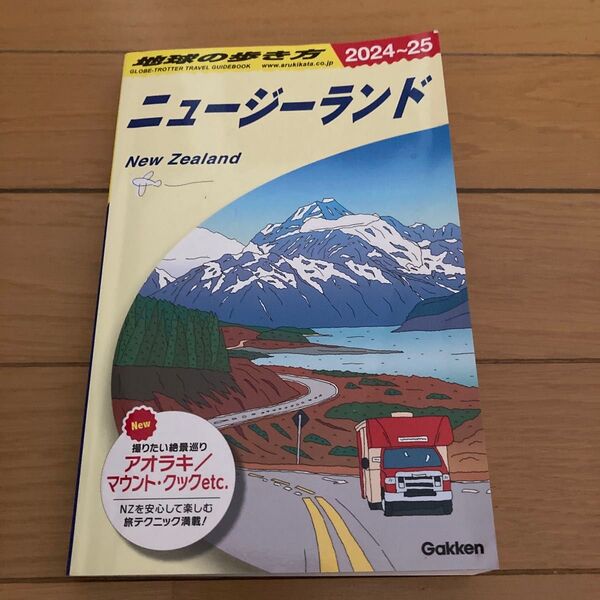 地球の歩き方
GLOBE-TROTTER TRAVEL GUIDEBOOK
www.arukikata.co.jp
2024~25
ニュージーランド
New Zealand
New
撮りたい絶景巡り
アオラキ/
マウント・クックetc.
NZを安心して楽しむ
旅テクニック満載!
Gakken